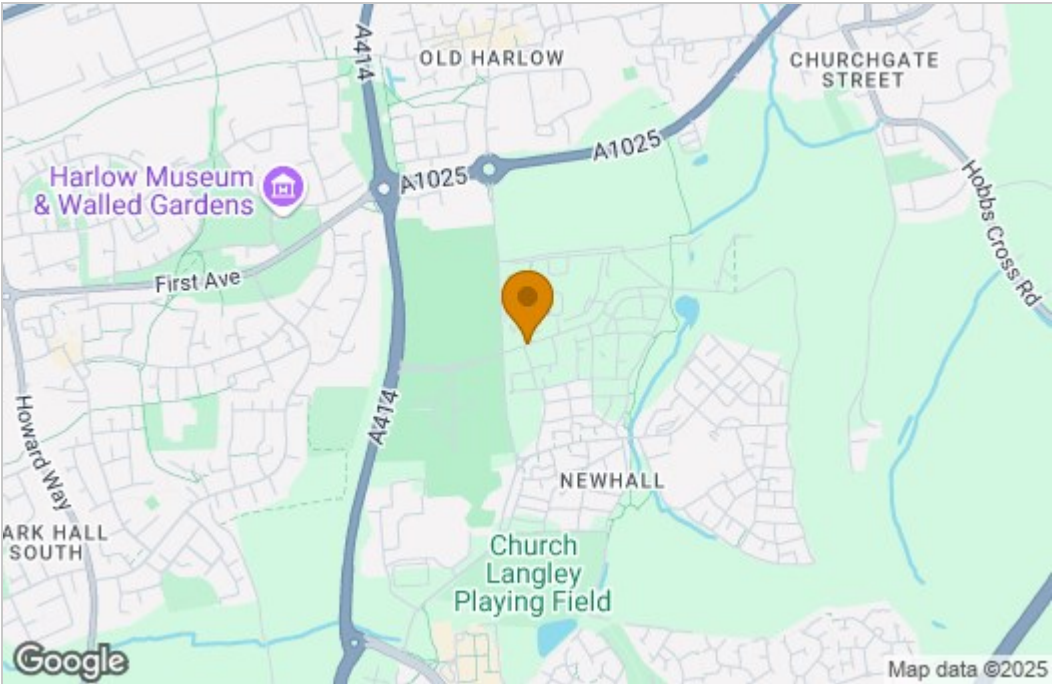 A414
OLD HARLOW
CHURCHGATE
STREET
A1025
A1025
Harlow Museum
& Walled Gardens
Hobbs Cross Rd
First Ave
A414
Howard Way
NEWHALL
ARK HALL
SOUTH
Church
Langley
Playing Field
Google
Map data ©2025